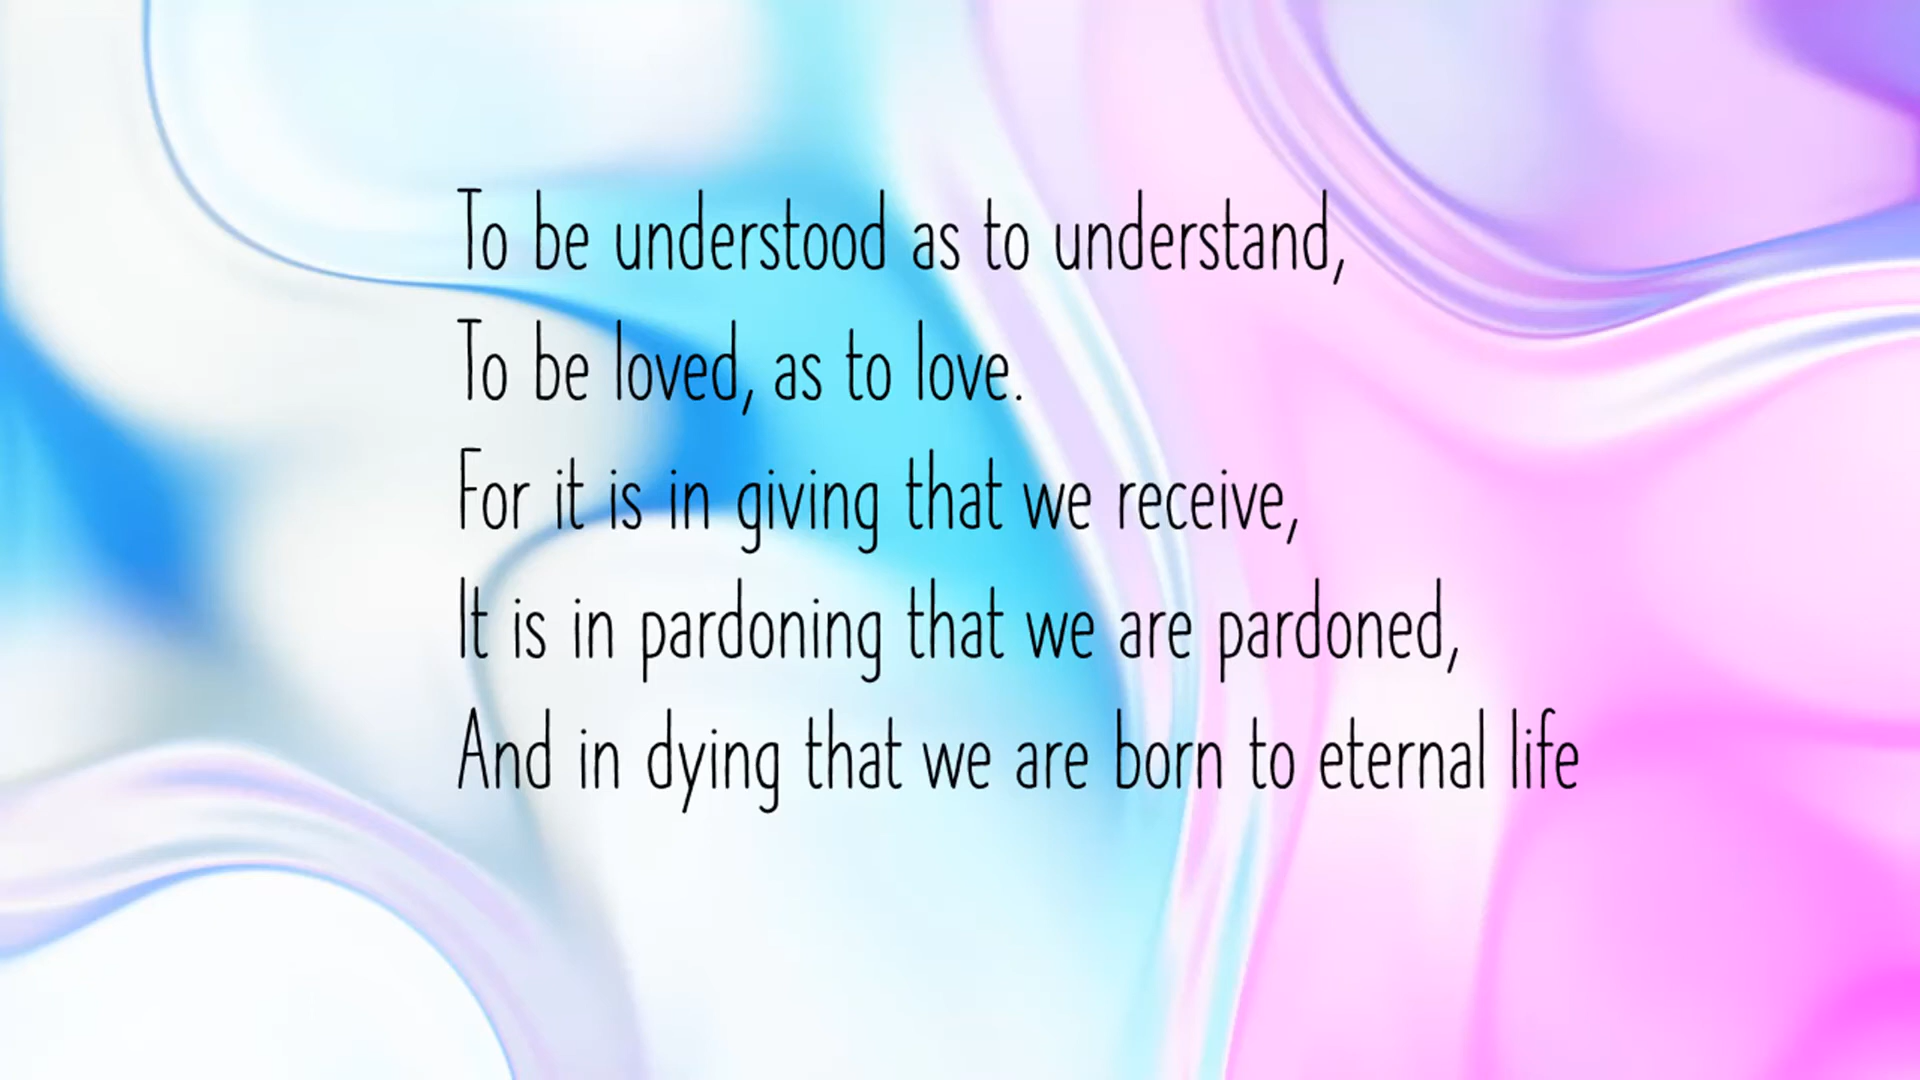 To be understood as to understand,
To be loved, as to love.
For it is in giving that we receive,
It is in pardoning that we are pardoned,
And in dying that we are born to eternal life